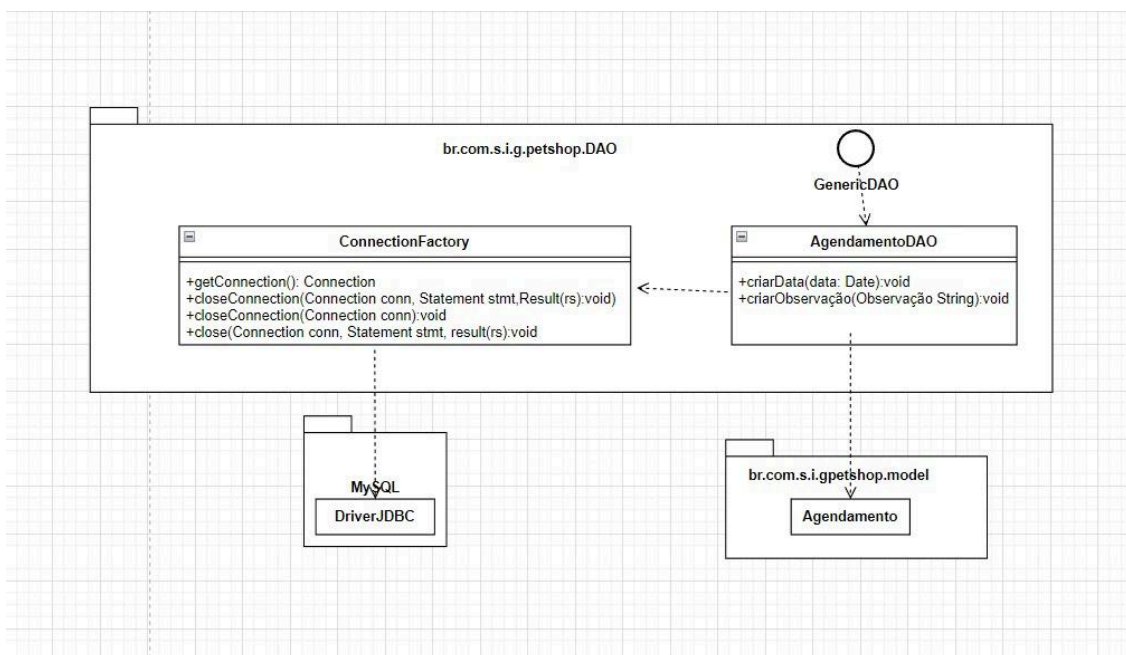 br.com.s.i.g.petshop.DAO
GenericDAO
ConnectionFactory
+getConnection(): Connection
+closeConnection(Connection conn, Statement stmt,Result(rs):void)
+closeConnection(Connection conn):void
+close(Connection conn, Statement stmt, result(rs):void
AgendamentoDAO
+criarData(data: Date):void
+criarObservação(Observação String):void
MySQL
DriverJDBC
br.com.s.i.gpetshop.model
Agendamento